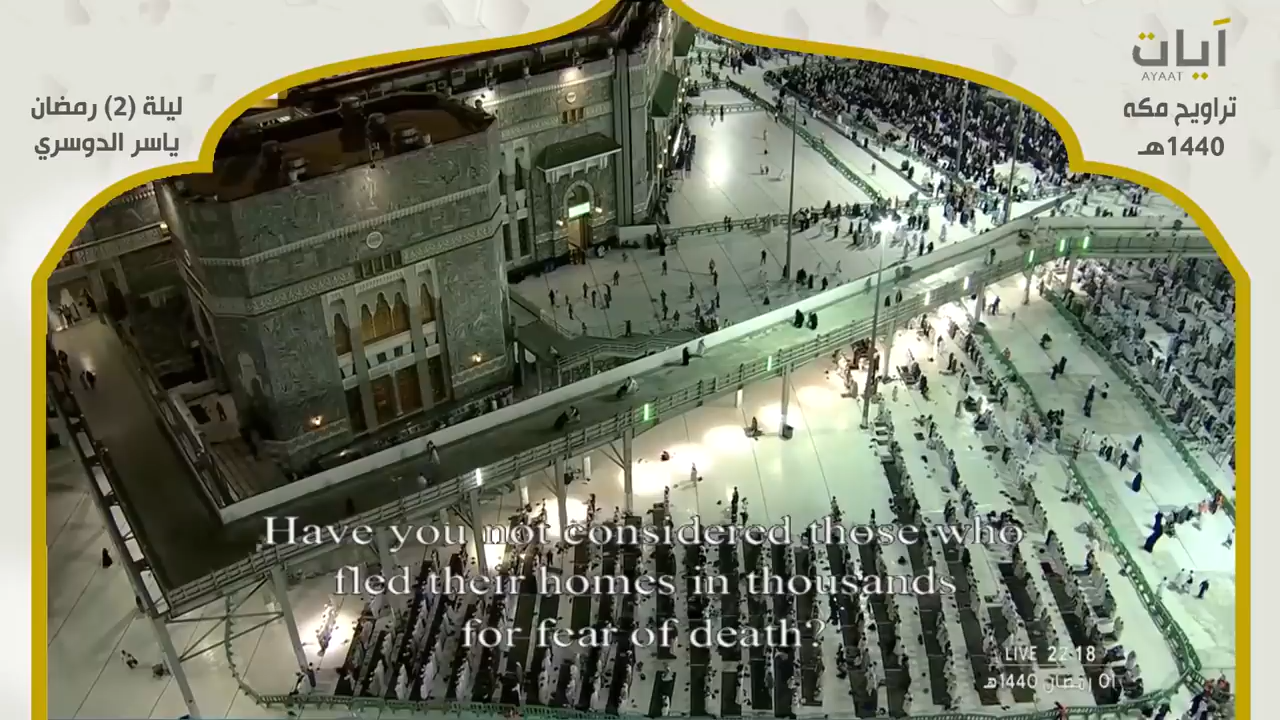 ليلة (2) رمضان
ياسر الدوسري
آيات
AYAAT
تراويح مكه
1440هـ
Have you not considered those who
fled their homes in thousands
for fear of death?
LIVE 22:18
01 رمضان 1440هـ